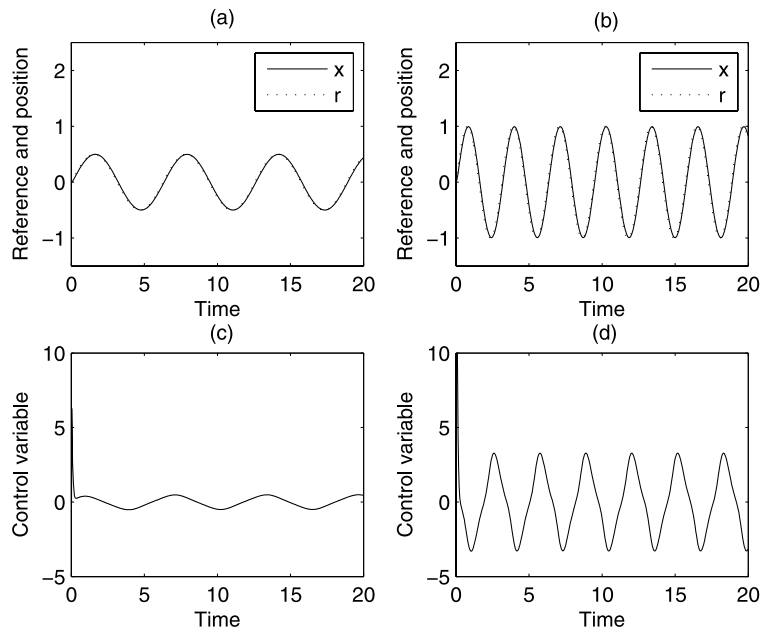 (a)
Reference and position
2
1
0
−1
x
r
0 5 10 15 20
Time
(b)
Reference and position
2
1
0
−1
x
r
0 5 10 15 20
Time
(c)
Control variable
10
5
0
−5
0 5 10 15 20
Time
(d)
Control variable
10
5
0
−5
0 5 10 15 20
Time